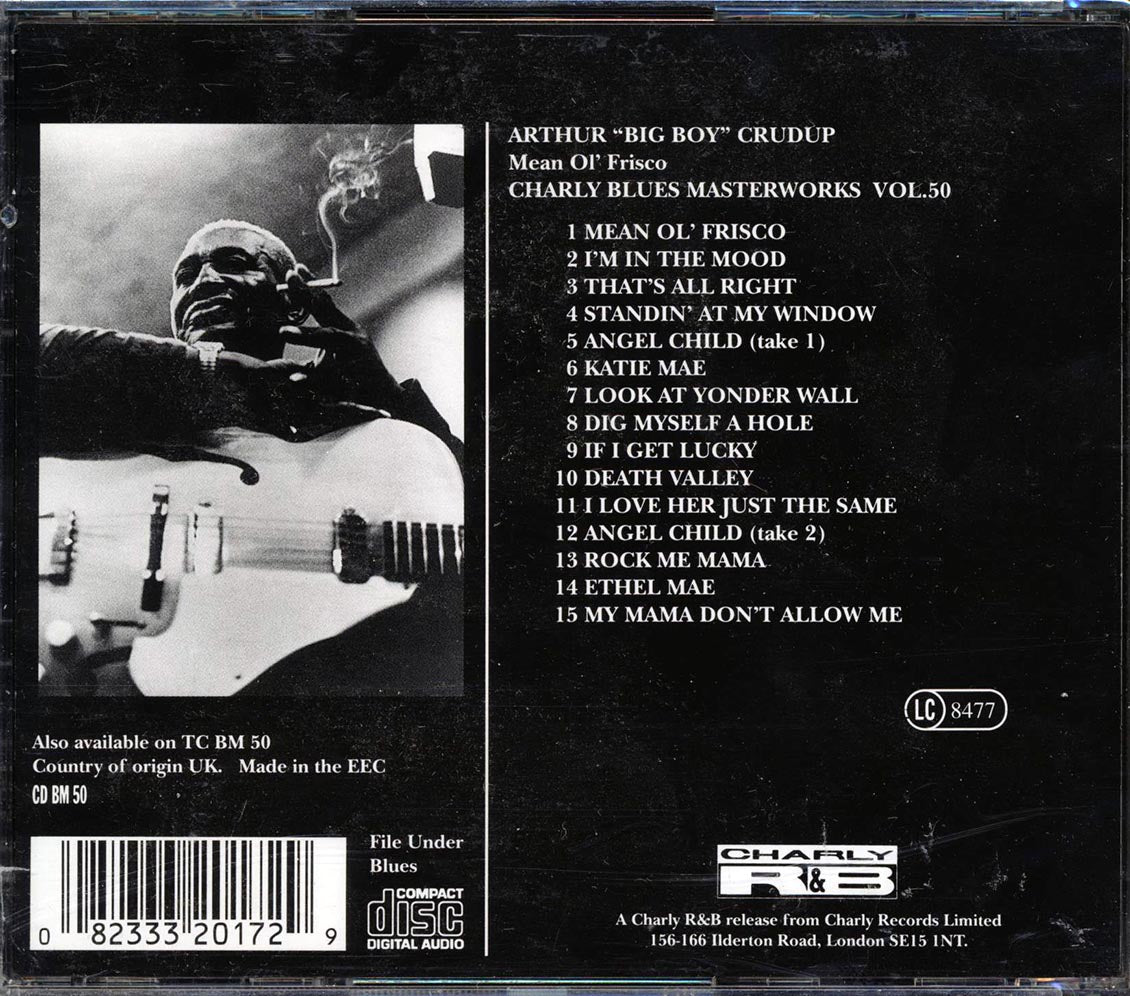 ARTHUR “BIG BOY” CRUDUP
Mean Ol’ Frisco
CHARLY BLUES MASTERWORKS VOL.50
1 MEAN OL’ FRISCO
2 I’M IN THE MOOD
3 THAT’S ALL RIGHT
4 STANDIN’ AT MY WINDOW
5 ANGEL CHILD (take 1)
6 KATIE MAE
7 LOOK AT YONDER WALL
8 DIG MYSELF A HOLE
9 IF I GET LUCKY
10 DEATH VALLEY
11 I LOVE HER JUST THE SAME
12 ANGEL CHILD (take 2)
13 ROCK ME MAMA
14 ETHEL MAE
15 MY MAMA DON’T ALLOW ME
LC 8477
Also available on TC BM 50
Country of origin UK. Made in the EEC
CD BM 50
File Under
Blues
COMPACT
disc
DIGITAL AUDIO
0 82333 20172 9
CHARLY
R&B
A Charly R&B release from Charly Records Limited
156-166 Ilderton Road, London SE15 1NT.